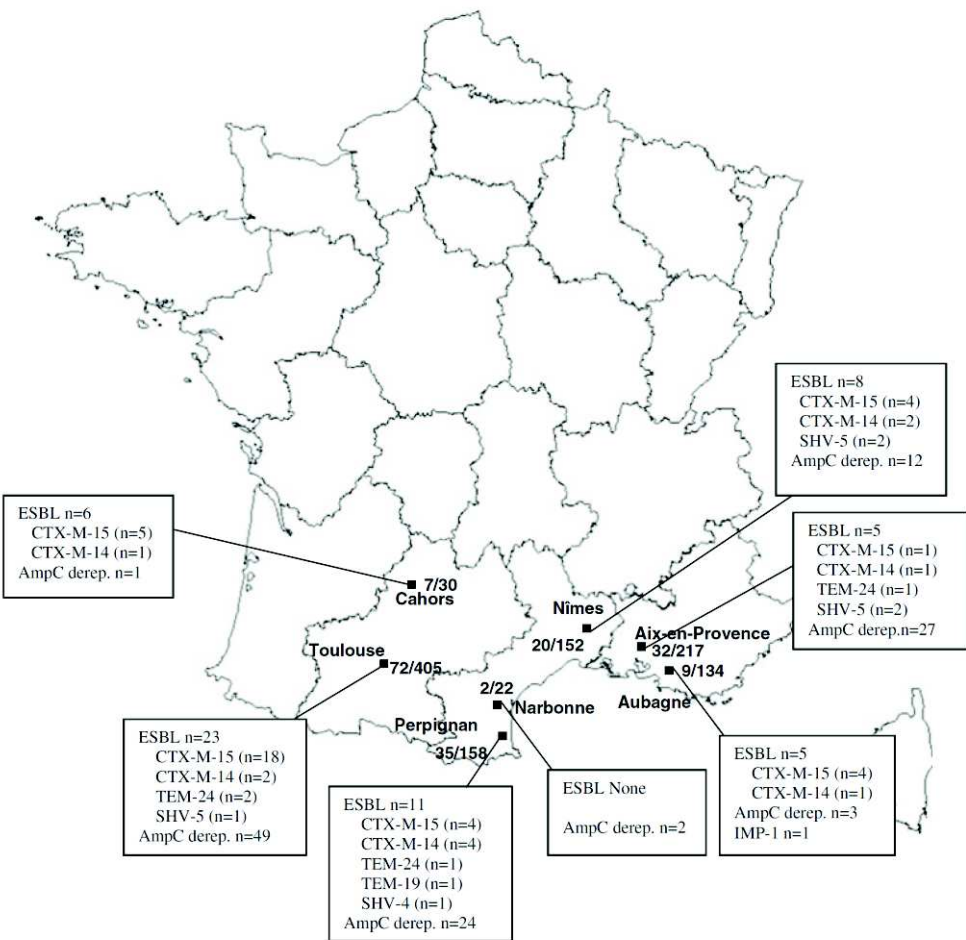 ESBL n=8
CTX-M-15 (n=4)
CTX-M-14 (n=2)
SHV-5 (n=2)
AmpC derep. n=12
ESBL n=6
CTX-M-15 (n=5)
CTX-M-14 (n=1)
AmpC derep. n=1
ESBL n=5
CTX-M-15 (n=1)
CTX-M-14 (n=1)
TEM-24 (n=1)
SHV-5 (n=2)
AmpC derep.n=27
7/30
Cahors
Nîmes
20/152
Aix-en-Provence
32/217
Toulouse
72/405
9/134
Aubagne
2/22
Narbonne
Perpignan
35/158
ESBL n=23
CTX-M-15 (n=18)
CTX-M-14 (n=2)
TEM-24 (n=2)
SHV-5 (n=1)
AmpC derep. n=49
ESBL n=11
CTX-M-15 (n=4)
CTX-M-14 (n=4)
TEM-24 (n=1)
TEM-19 (n=1)
SHV-4 (n=1)
AmpC derep. n=24
ESBL None
AmpC derep. n=2
ESBL n=5
CTX-M-15 (n=4)
CTX-M-14 (n=1)
AmpC derep. n=3
IMP-1 n=1